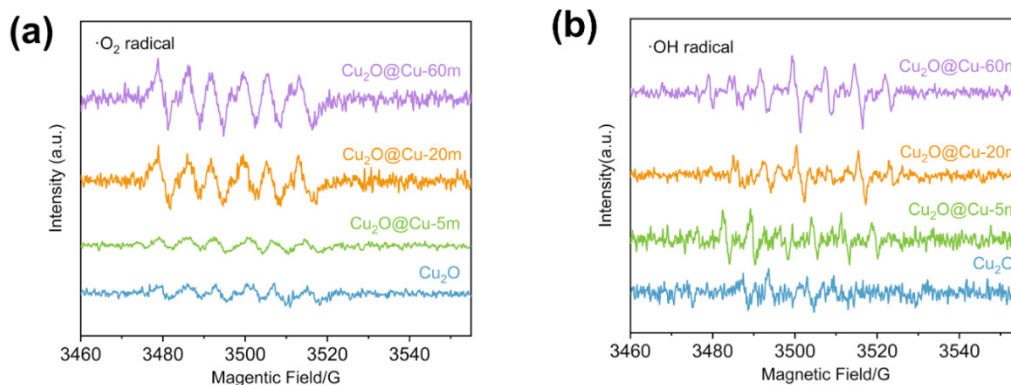 (a)
·O₂ radical
Cu₂O@Cu-60m
Cu₂O@Cu-20m
Cu₂O@Cu-5m
Cu₂O
Intensity (a.u.)
3460 3480 3500 3520 3540
Magentic Field/G
(b)
·OH radical
Cu₂O@Cu-60m
Cu₂O@Cu-20m
Cu₂O@Cu-5m
Cu₂O
Intensity(a.u.)
3460 3480 3500 3520 3540
Magnetic Field/G